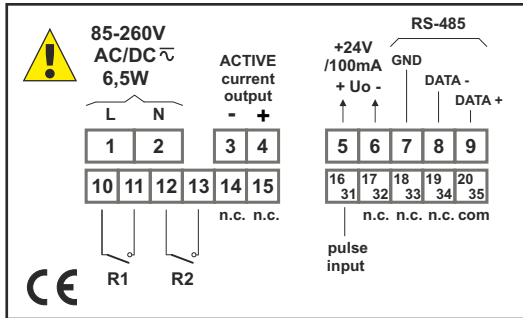 85-260V
AC/DC
6,5W
L N
ACTIVE
current
output
- +
+24V
/100mA
+ Uo -
RS-485
GND
DATA -
DATA +
1 2 3 4 5 6 7 8 9
10 11 12 13 14 15 16 31 17 32 18 33 19 34 20 35
n.c. n.c. n.c. n.c. n.c. com
R1 R2
pulse
input
CE